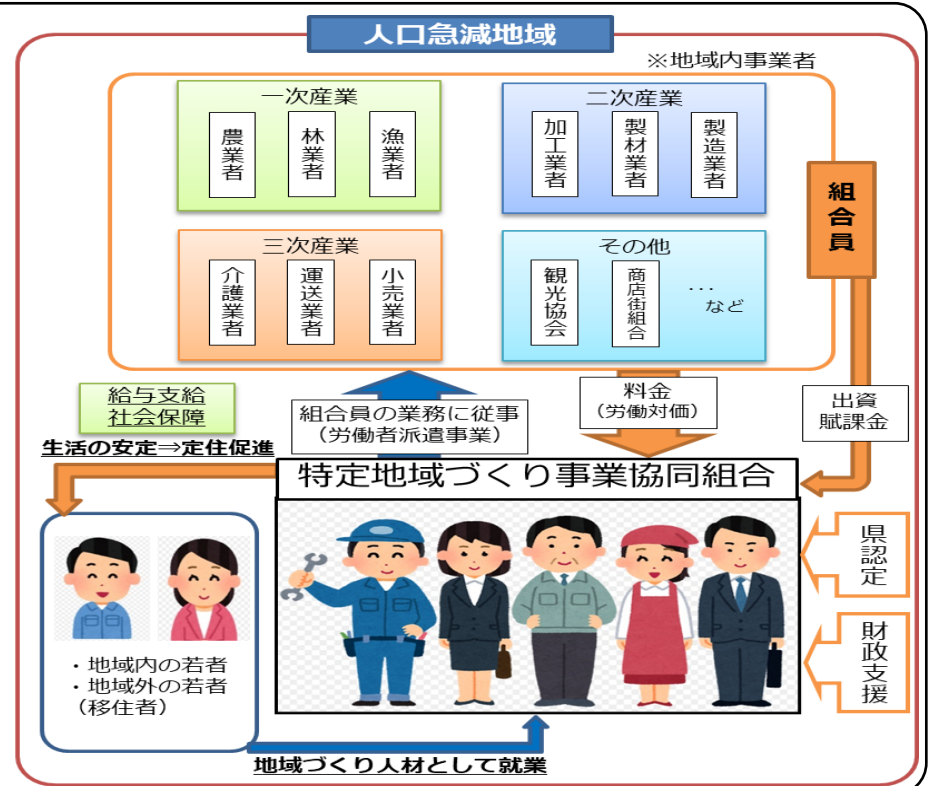 人口急減地域
※地域内事業者
一次産業
農業者
林業者
漁業者
二次産業
加工業者
製材業者
製造業者
三次産業
介護業者
運送業者
小売業者
その他
観光協会
商店街組合
…
など
組合員
給与支給
社会保障
生活の安定⇒定住促進
組合員の業務に従事
（労働者派遣事業）
料金
（労働対価）
出資
賦課金
特定地域づくり事業協同組合
県認定
財政支援
・地域内の若者
・地域外の若者
（移住者）
地域づくり人材として就業